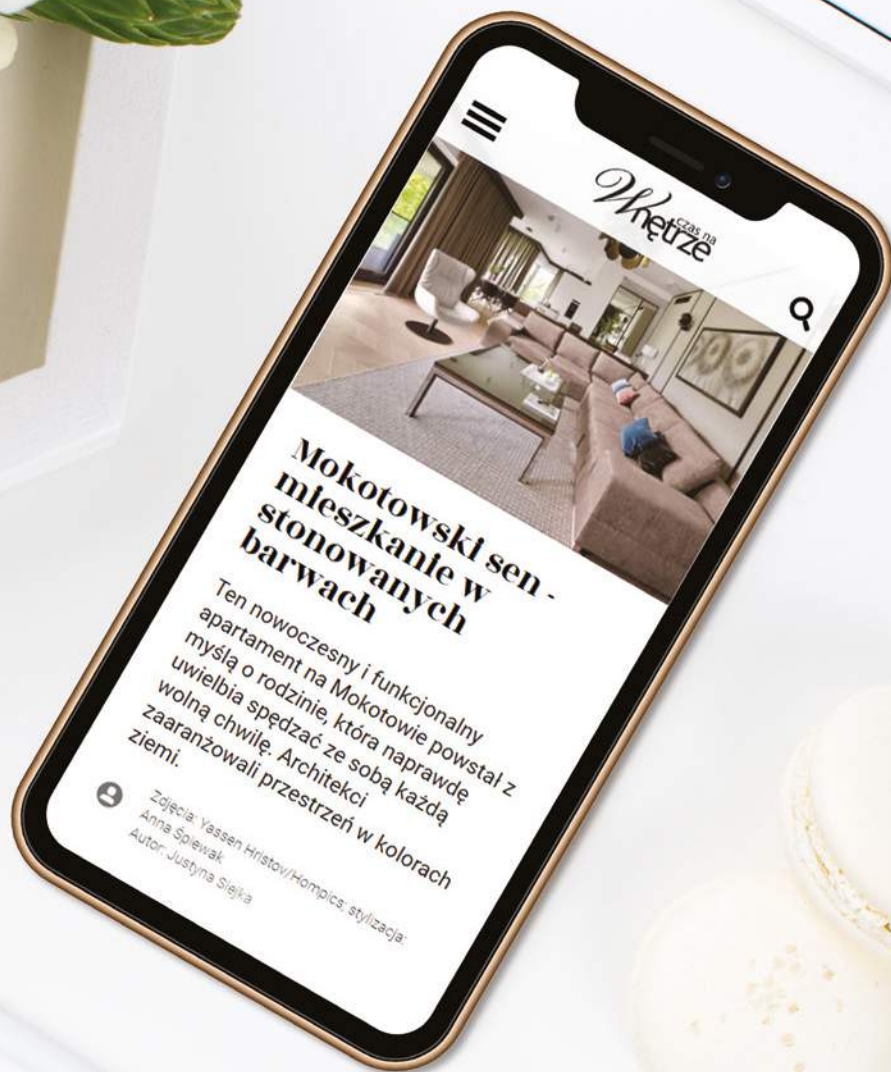 czas na
Wnętrze
Mokotowski sen -
mieszkanie w
stonowanych
barwach
Ten nowoczesny i funkcjonalny
apartament na Mokotowie powstał z
myślą o rodzinie, która naprawdę
uwielbia spędzać ze sobą każdą
wolną chwilę. Architekci
zaaranżowali przestrzeń w kolorach
ziemi.
Zdjęcia: Yassen Hristov/Hompics; stylizacja:
Anna Śpiewak
Autor: Justyna Siejka